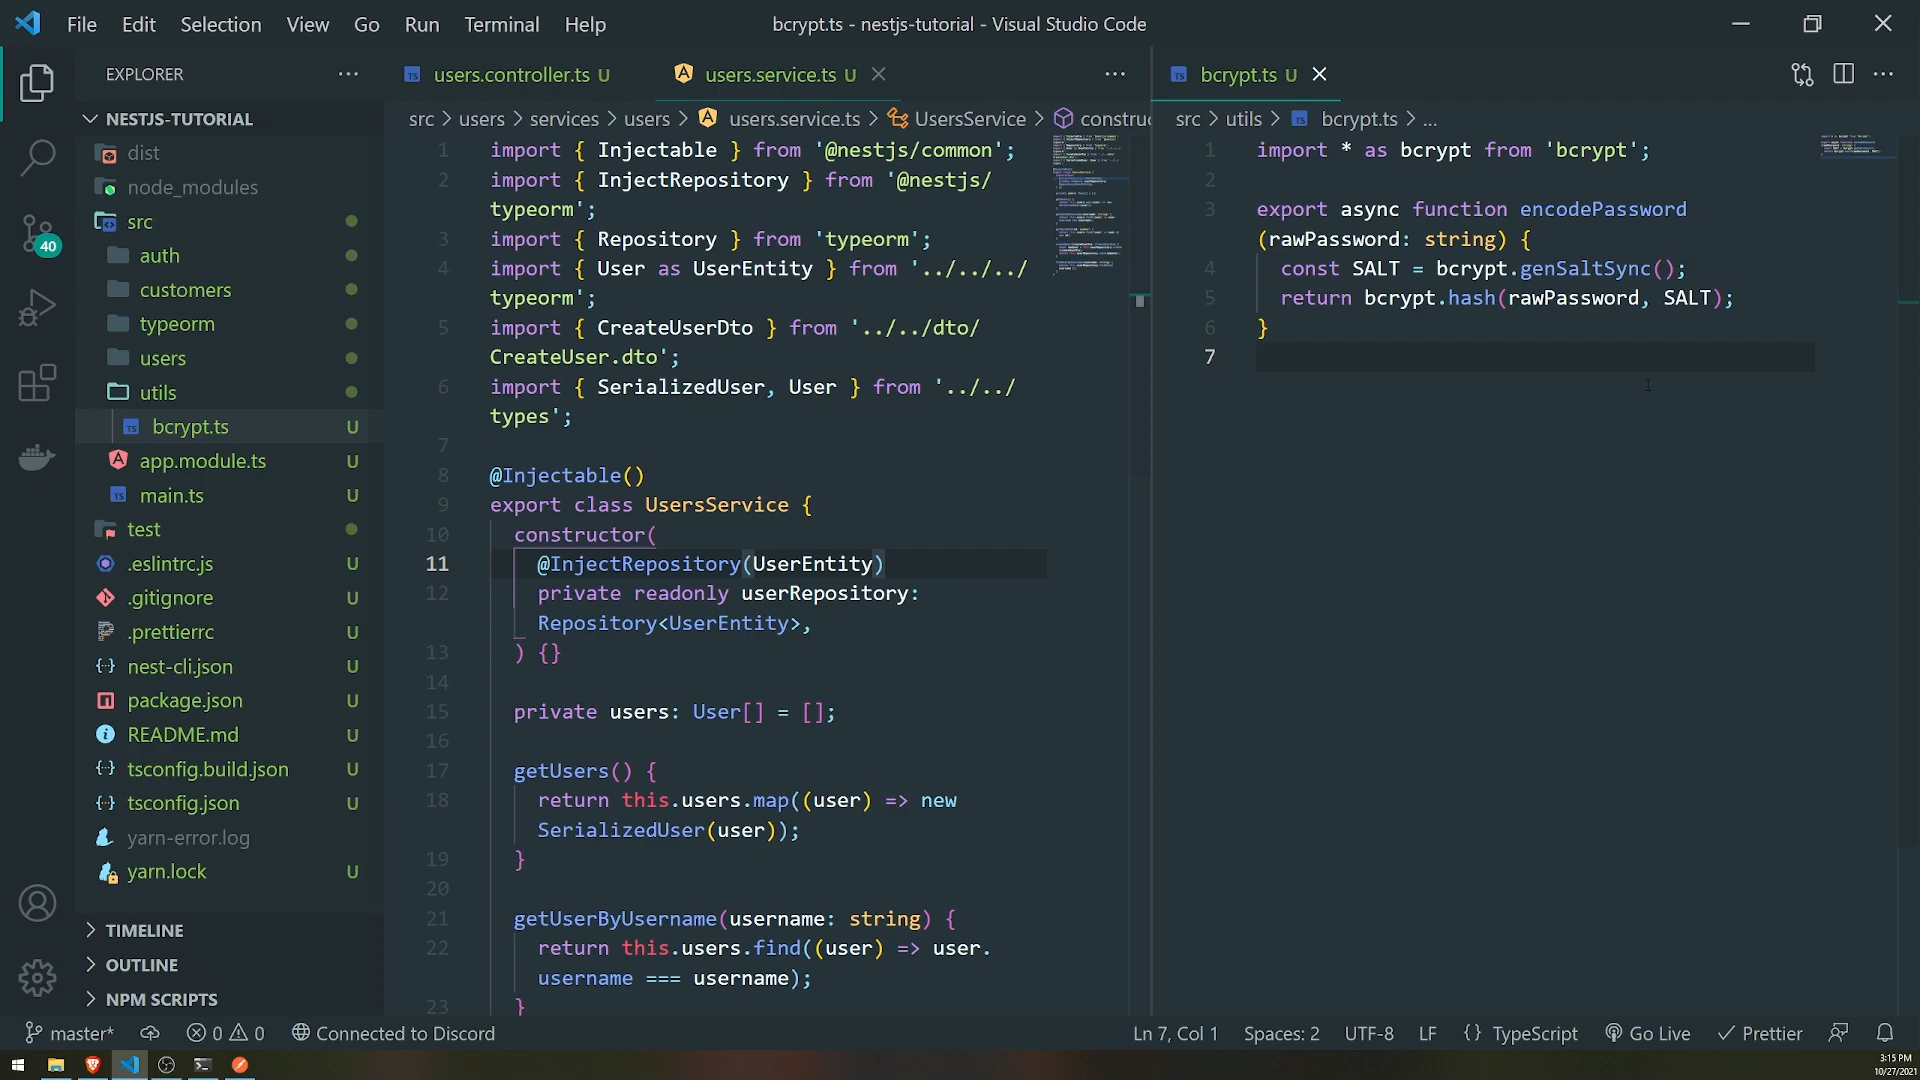 File Edit Selection View Go Run Terminal Help
bcrypt.ts - nestjs-tutorial - Visual Studio Code
EXPLORER
NESTJS-TUTORIAL
dist
node_modules
src
auth
customers
typeorm
users
utils
bcrypt.ts U
app.module.ts U
main.ts U
test
.eslintrc.js U
.gitignore U
.prettierrc U
nest-cli.json U
package.json U
README.md U
tsconfig.build.json U
tsconfig.json U
yarn-error.log
yarn.lock U
TIMELINE
OUTLINE
NPM SCRIPTS
40
users.controller.ts U
users.service.ts U
src > users > services > users > users.service.ts > UsersService > constru
1 import { Injectable } from '@nestjs/common';
2 import { InjectRepository } from '@nestjs/
typeorm';
3 import { Repository } from 'typeorm';
4 import { User as UserEntity } from '../../../
typeorm';
5 import { CreateUserDto } from '../../dto/
CreateUser.dto';
6 import { SerializedUser, User } from '../../
types';
7
8 @Injectable()
9 export class UsersService {
10 constructor(
11 @InjectRepository(UserEntity)
12 private readonly userRepository:
Repository<UserEntity>,
13 ) {}
14
15 private users: User[] = [];
16
17 getUsers() {
18 return this.users.map((user) => new
SerializedUser(user));
19 }
20
21 getUserByUsername(username: string) {
22 return this.users.find((user) => user.
username === username);
23 }
bcrypt.ts U
src > utils > bcrypt.ts > ...
1 import * as bcrypt from 'bcrypt';
2
3 export async function encodePassword
(rawPassword: string) {
4 const SALT = bcrypt.genSaltSync();
5 return bcrypt.hash(rawPassword, SALT);
6 }
7
master* 0 0 Connected to Discord
Ln 7, Col 1 Spaces: 2 UTF-8 LF {} TypeScript Go Live Prettier
3:15 PM
10/27/2021